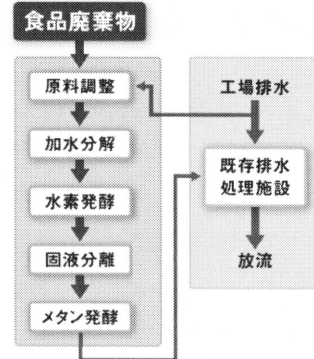 食品廃棄物
原料調整
加水分解
水素発酵
固液分離
メタン発酵
工場排水
既存排水
処理施設
放流